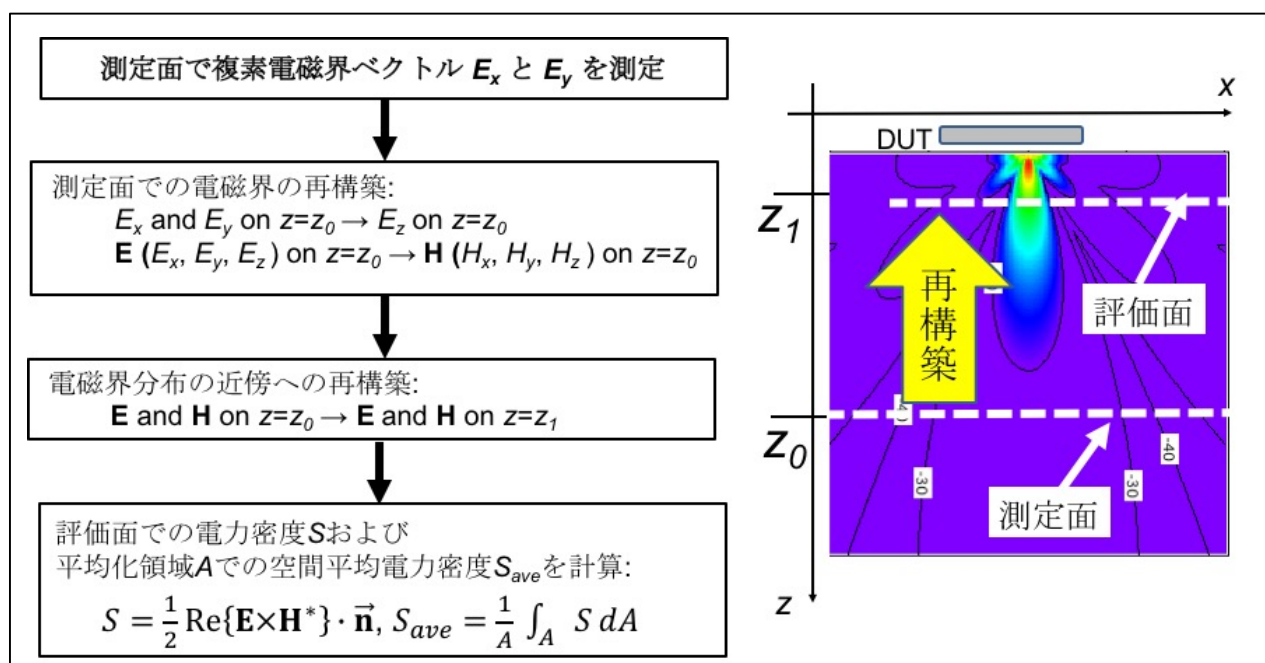 測定面で複素電磁界ベクトル Ex と Ey を測定
測定面での電磁界の再構築:
Ex and Ey on z=z0 → Ez on z=z0
E (Ex, Ey, Ez ) on z=z0 → H (Hx, Hy, Hz ) on z=z0
電磁界分布の近傍への再構築:
E and H on z=z0 → E and H on z=z1
評価面での電力密度Sおよび
平均化領域Aでの空間平均電力密度Saveを計算:
S = 1/2 Re{E×H*}·n⃗, Save = 1/A ∫A S dA
x
DUT
z1
再構築
評価面
z0
-30
-30
-40
測定面
z